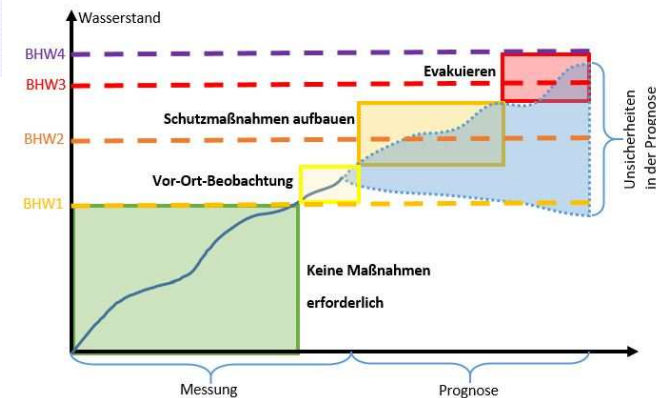 Wasserstand
BHW4
BHW3
Evakuieren
Schutzmaßnahmen aufbauen
BHW2
Vor-Ort-Beobachtung
BHW1
Keine Maßnahmen
erforderlich
Unsicherheiten
in der Prognose
Messung
Prognose